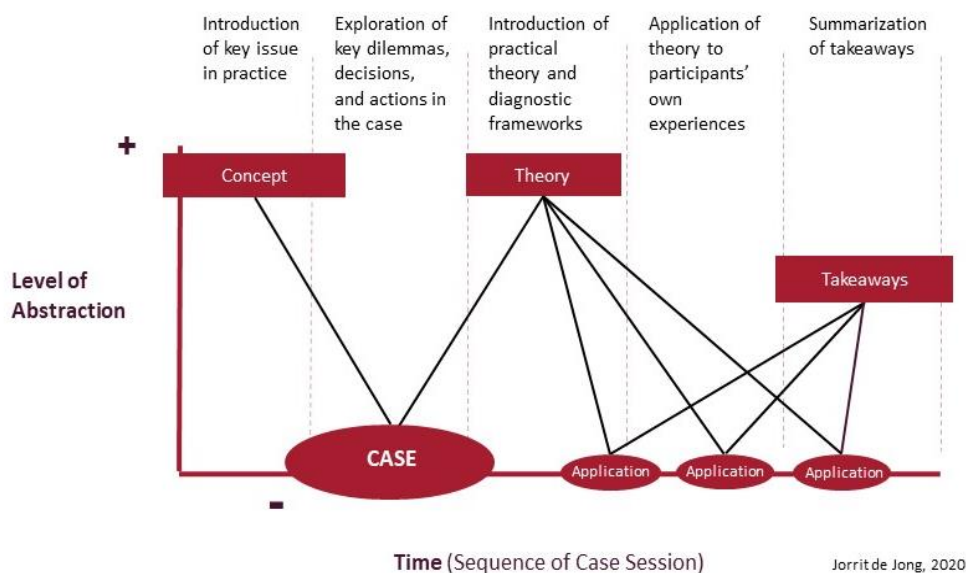 Introduction
of key issue
in practice
Exploration of
key dilemmas,
decisions,
and actions in
the case
Introduction of
practical
theory and
diagnostic
frameworks
Application of
theory to
participants’
own
experiences
Summarization
of takeaways
+
Concept
Theory
Level of
Abstraction
Takeaways
CASE
Application
Application
Application
-
Time (Sequence of Case Session)
Jorrit de Jong, 2020